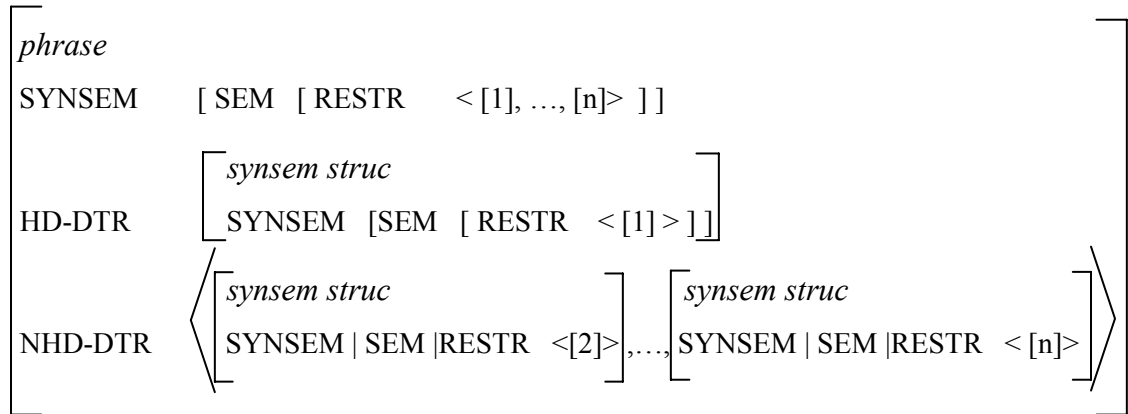 phrase
SYNSEM [ SEM [ RESTR < [1], …, [n]> ] ]
synsem struc
HD-DTR SYNSEM [SEM [ RESTR < [1] > ] ]
synsem struc synsem struc
NHD-DTR SYNSEM | SEM |RESTR <[2]> ,…, SYNSEM | SEM |RESTR < [n]>